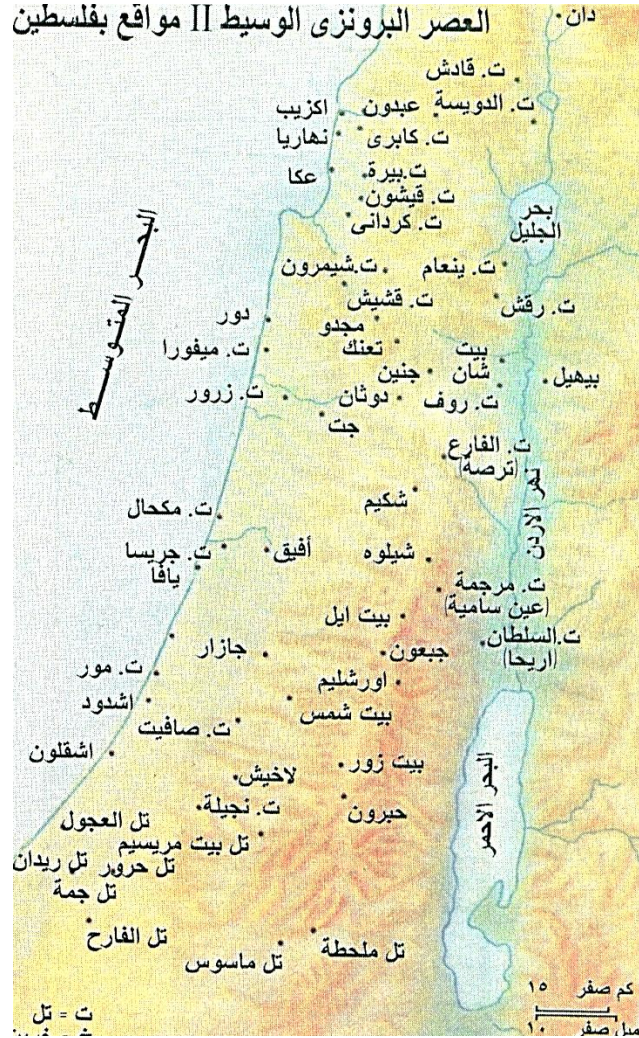 العصر البرونزى الوسيط II مواقع بفلسطين
دان
ت. قادش
ت. الدويسة
عبدون
اكزيب
ت. كابرى
نهاريا
عكا
ت.بيرة
ت. قيشون
ت. كردانى
بحر
الجليل
البحر المتوسط
ت. ينعام
ت.شيمرون
ت. رقش
ت. قشيش
مجدو
دور
تعنك
ت. ميفورا
بيت
شان
جنين
بيهيل
ت. روف
دوثان
ت. زرور
جت
ت. الفارع
(ترصة)
نهر الاردن
شكيم
ت. مكحال
ت. جريسا
أفيق
شيلوه
يافا
ت. مرجمة
(عين سامية)
بيت ايل
ت.السلطان
(اريحا)
جبعون
جازار
ت. مور
اورشليم
اشدود
بيت شمس
ت. صافيت
اشقلون
بيت زور
البحر الاحمر
لاخيش
ت. نجيلة
حبرون
تل العجول
تل بيت مريسيم
تل حرور
تل ريدان
تل جمة
تل الفارح
تل ملحطة
تل ماسوس
كم صفر ١٥
ميل صفر ١٠
ت = تل